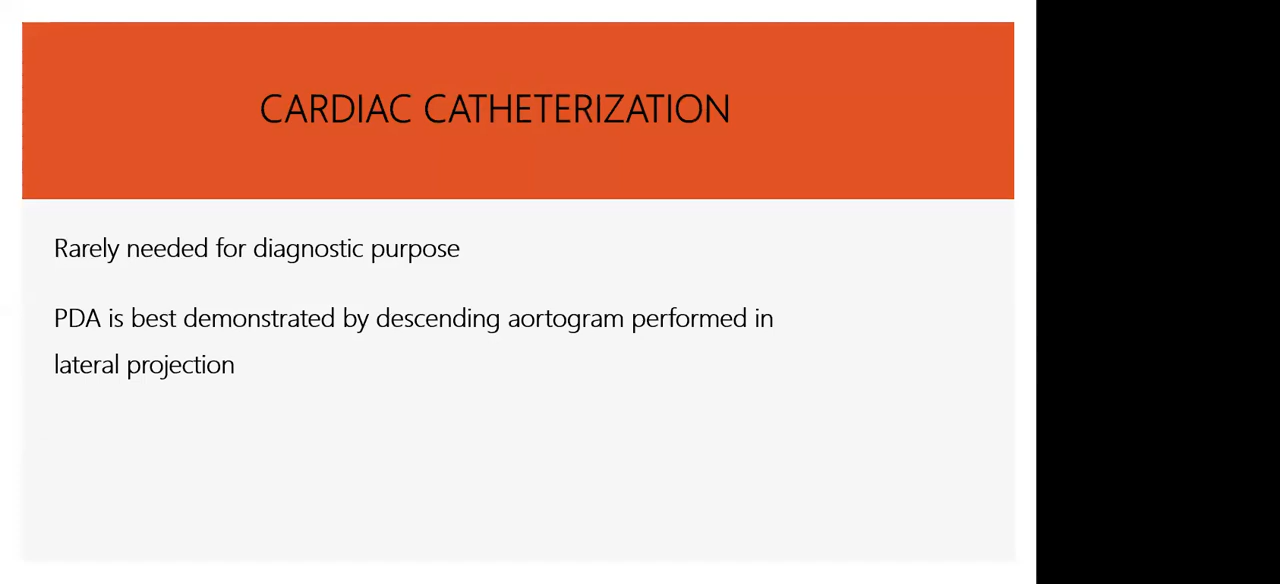 CARDIAC CATHETERIZATION
Rarely needed for diagnostic purpose
PDA is best demonstrated by descending aortogram performed in
lateral projection